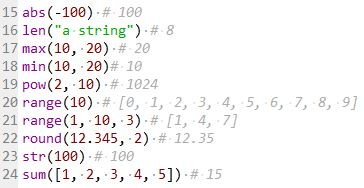 15 abs(-100) # 100
16 len("a string") # 8
17 max(10, 20) # 20
18 min(10, 20)# 10
19 pow(2, 10) # 1024
20 range(10) # [0, 1, 2, 3, 4, 5, 6, 7, 8, 9]
21 range(1, 10, 3) # [1, 4, 7]
22 round(12.345, 2) # 12.35
23 str(100) # 100
24 sum([1, 2, 3, 4, 5]) # 15